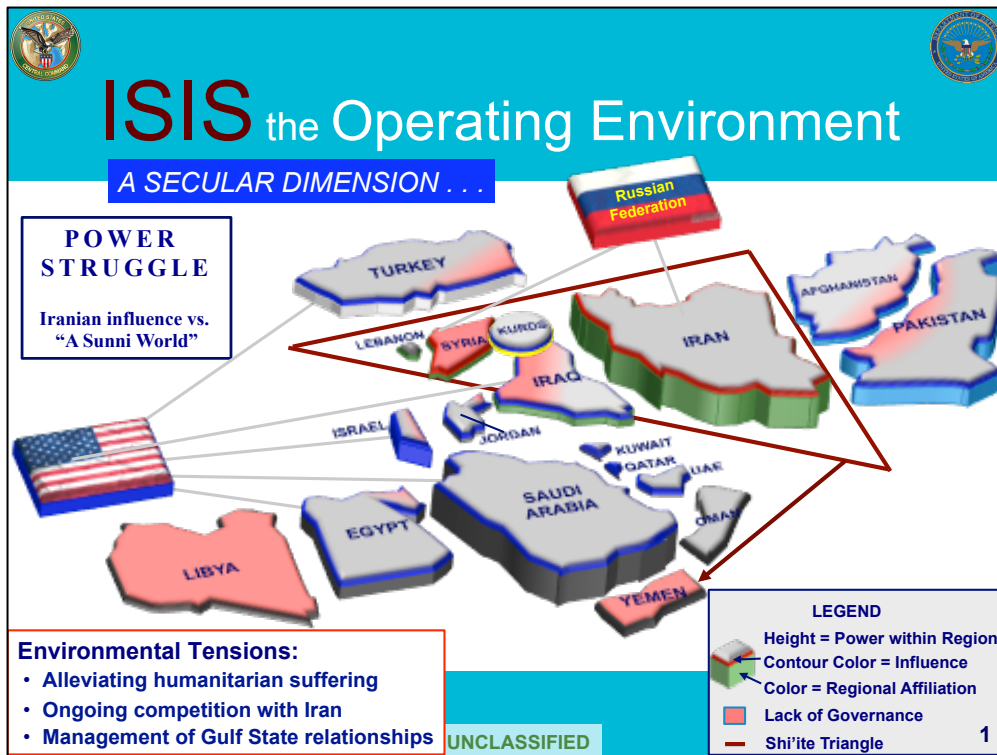 ISIS the Operating Environment
A SECULAR DIMENSION . . .
Russian
Federation
POWER
STRUGGLE
Iranian influence vs.
“A Sunni World”
TURKEY
LEBANON
SYRIA
KURDS
IRAQ
IRAN
AFGHANISTAN
PAKISTAN
ISRAEL
JORDAN
KUWAIT
QATAR
UAE
SAUDI
ARABIA
OMAN
EGYPT
LIBYA
YEMEN
Environmental Tensions:
• Alleviating humanitarian suffering
• Ongoing competition with Iran
• Management of Gulf State relationships
UNCLASSIFIED
LEGEND
Height = Power within Region
Contour Color = Influence
Color = Regional Affiliation
Lack of Governance
Shi’ite Triangle
1